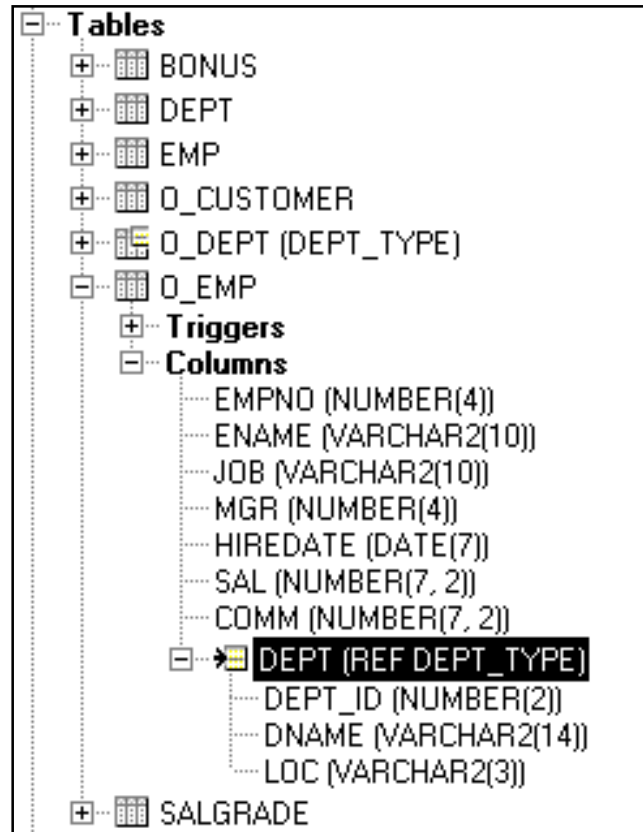 Tables
BONUS
DEPT
EMP
O_CUSTOMER
O_DEPT (DEPT_TYPE)
O_EMP
Triggers
Columns
EMPNO (NUMBER(4))
ENAME (VARCHAR2(10))
JOB (VARCHAR2(10))
MGR (NUMBER(4))
HIREDATE (DATE(7))
SAL (NUMBER(7, 2))
COMM (NUMBER(7, 2))
DEPT (REF DEPT_TYPE)
DEPT_ID (NUMBER(2))
DNAME (VARCHAR2(14))
LOC (VARCHAR2(3))
SALGRADE